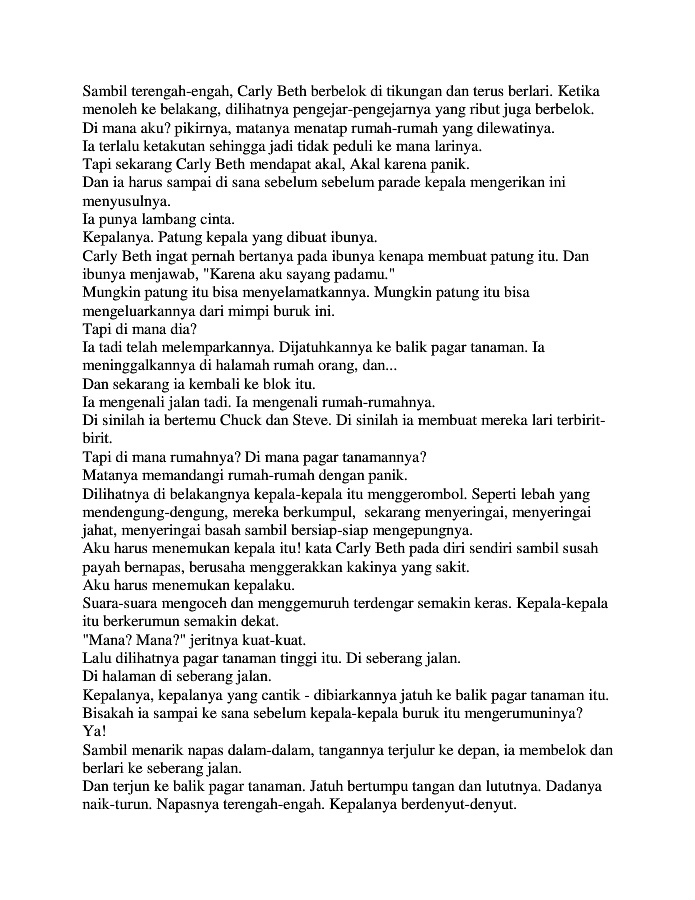 Sambil terengah-engah, Carly Beth berbelok di tikungan dan terus berlari. Ketika
menoleh ke belakang, dilihatnya pengejar-pengejarnya yang ribut juga berbelok.
Di mana aku? pikirnya, matanya menatap rumah-rumah yang dilewatinya.
Ia terlalu ketakutan sehingga jadi tidak peduli ke mana larinya.
Tapi sekarang Carly Beth mendapat akal, Akal karena panik.
Dan ia harus sampai di sana sebelum sebelum parade kepala mengerikan ini
menyusulnya.
Ia punya lambang cinta.
Kepalanya. Patung kepala yang dibuat ibunya.
Carly Beth ingat pernah bertanya pada ibunya kenapa membuat patung itu. Dan
ibunya menjawab, "Karena aku sayang padamu."
Mungkin patung itu bisa menyelamatkannya. Mungkin patung itu bisa
mengeluarkannya dari mimpi buruk ini.
Tapi di mana dia?
Ia tadi telah melemparkannya. Dijatuhkannya ke balik pagar tanaman. Ia
meninggalkannya di halamah rumah orang, dan...
Dan sekarang ia kembali ke blok itu.
Ia mengenali jalan tadi. Ia mengenali rumah-rumahnya.
Di sinilah ia bertemu Chuck dan Steve. Di sinilah ia membuat mereka lari terbirit-
birit.
Tapi di mana rumahnya? Di mana pagar tanamannya?
Matanya memandangi rumah-rumah dengan panik.
Dilihatnya di belakangnya kepala-kepala itu menggerombol. Seperti lebah yang
mendengung-dengung, mereka berkumpul,  sekarang menyeringai, menyeringai
jahat, menyeringai basah sambil bersiap-siap mengepungnya.
Aku harus menemukan kepala itu! kata Carly Beth pada diri sendiri sambil susah
payah bernapas, berusaha menggerakkan kakinya yang sakit.
Aku harus menemukan kepalaku.
Suara-suara mengoceh dan menggemuruh terdengar semakin keras. Kepala-kepala
itu berkerumun semakin dekat.
"Mana? Mana?" jeritnya kuat-kuat.
Lalu dilihatnya pagar tanaman tinggi itu. Di seberang jalan.
Di halaman di seberang jalan.
Kepalanya, kepalanya yang cantik - dibiarkannya jatuh ke balik pagar tanaman itu.
Bisakah ia sampai ke sana sebelum kepala-kepala buruk itu mengerumuninya?
Ya!
Sambil menarik napas dalam-dalam, tangannya terjulur ke depan, ia membelok dan
berlari ke seberang jalan.
Dan terjun ke balik pagar tanaman. Jatuh bertumpu tangan dan lututnya. Dadanya
naik-turun. Napasnya terengah-engah. Kepalanya berdenyut-denyut.